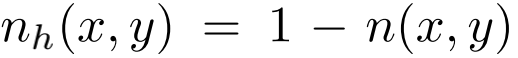 n_h(x, y) = 1 − n(x, y)